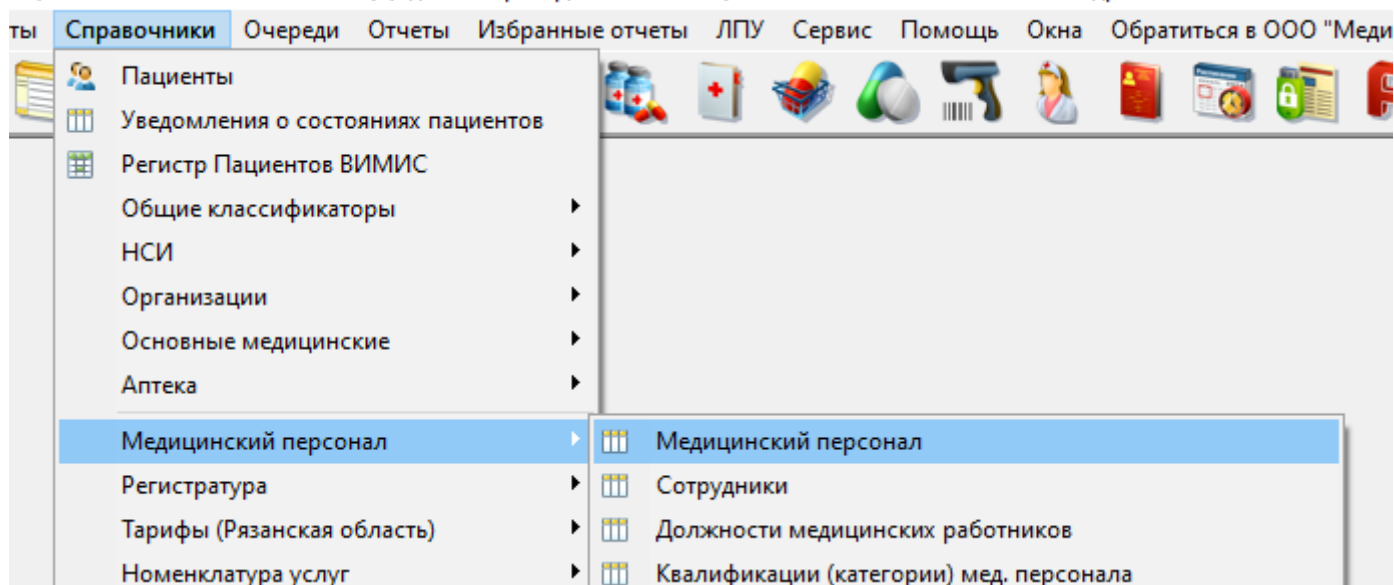 ты Справочники Очереди Отчеты Избранные отчеты ЛПУ Сервис Помощь Окна Обратиться в ООО "Меди
Пациенты
Уведомления о состояниях пациентов
Регистр Пациентов ВИМИС
Общие классификаторы
НСИ
Организации
Основные медицинские
Аптека
Медицинский персонал Медицинский персонал
Регистратура Сотрудники
Тарифы (Рязанская область) Должности медицинских работников
Номенклатура услуг Квалификации (категории) мед. персонала